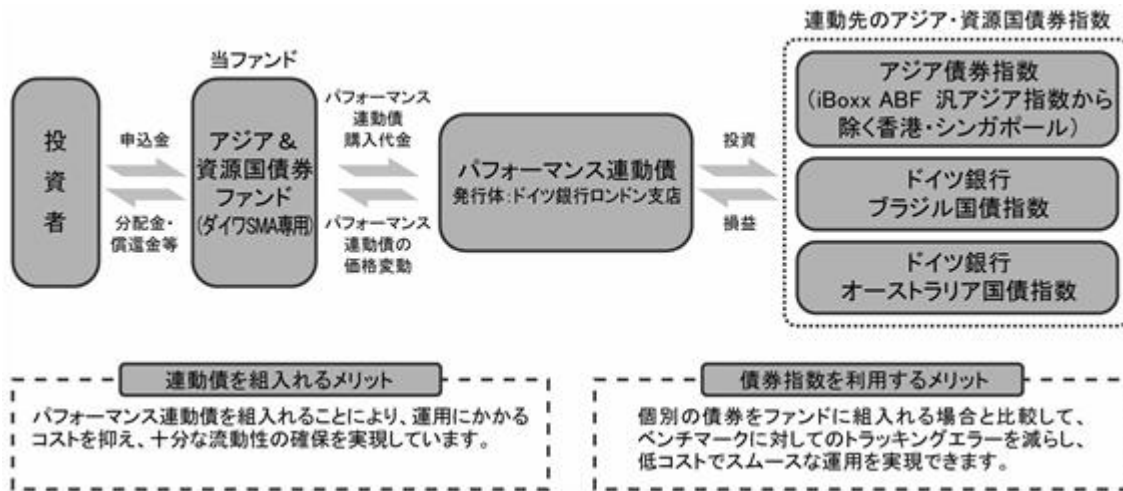 連動先のアジア・資源国債券指数
当ファンド
投
資
者
申込金
分配金・
償還金等
アジア&
資源国債券
ファンド
(ダイワSMA専用)
パフォーマンス
連動債
購入代金
パフォーマンス
連動債の
価格変動
パフォーマンス連動債
発行体:ドイツ銀行ロンドン支店
投資
損益
アジア債券指数
(iBoxx ABF 汎アジア指数から
除く香港・シンガポール)
ドイツ銀行
ブラジル国債指数
ドイツ銀行
オーストラリア国債指数
連動債を組入れるメリット
パフォーマンス連動債を組入れることにより、運用にかかる
コストを抑え、十分な流動性の確保を実現しています。
債券指数を利用するメリット
個別の債券をファンドに組入れる場合と比較して、
ベンチマークに対してのトラッキングエラーを減らし、
低コストでスムースな運用を実現できます。